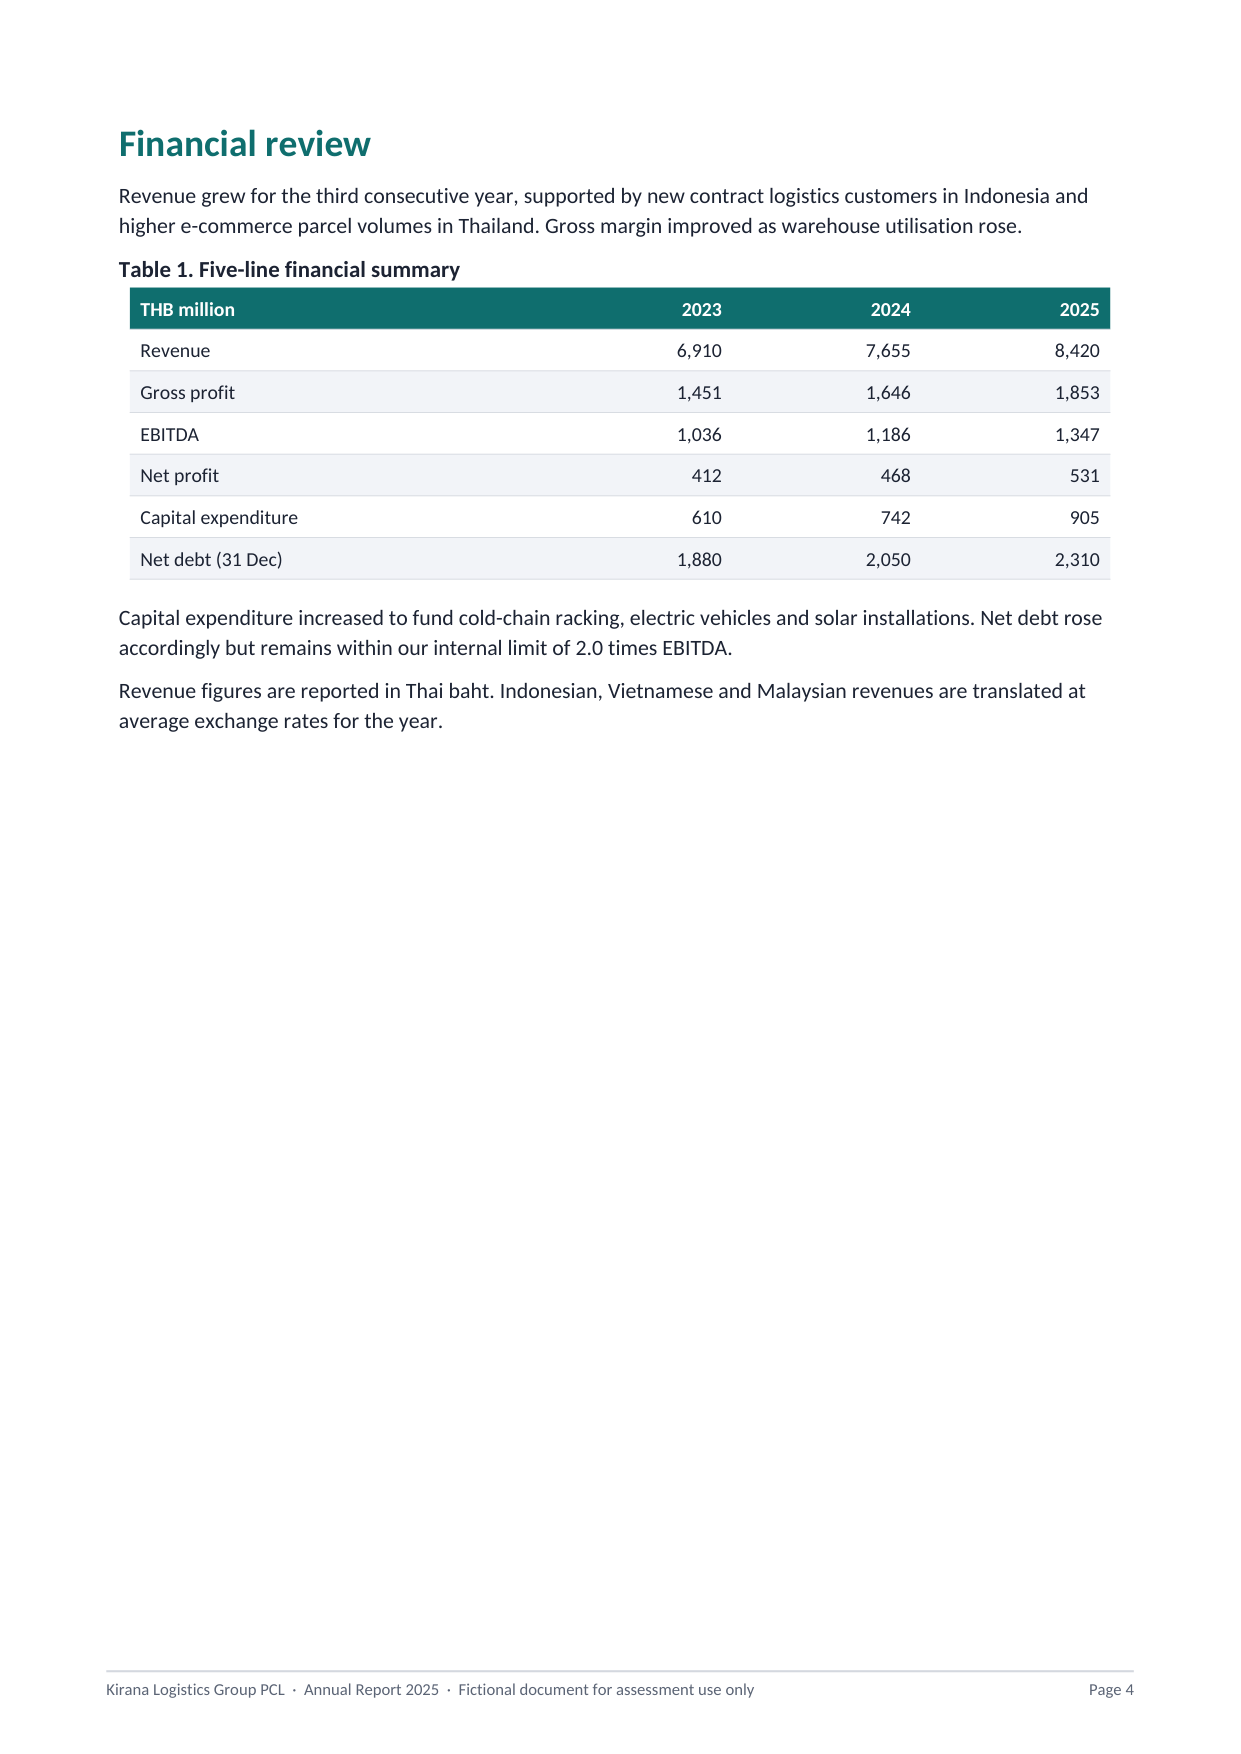 Financial review
Revenue grew for the third consecutive year, supported by new contract logistics customers in Indonesia and
higher e-commerce parcel volumes in Thailand. Gross margin improved as warehouse utilisation rose.
Table 1. Five-line financial summary
THB million 2023 2024 2025
Revenue 6,910 7,655 8,420
Gross profit 1,451 1,646 1,853
EBITDA 1,036 1,186 1,347
Net profit 412 468 531
Capital expenditure 610 742 905
Net debt (31 Dec) 1,880 2,050 2,310
Capital expenditure increased to fund cold-chain racking, electric vehicles and solar installations. Net debt rose
accordingly but remains within our internal limit of 2.0 times EBITDA.
Revenue figures are reported in Thai baht. Indonesian, Vietnamese and Malaysian revenues are translated at
average exchange rates for the year.
Kirana Logistics Group PCL · Annual Report 2025 · Fictional document for assessment use only Page 4